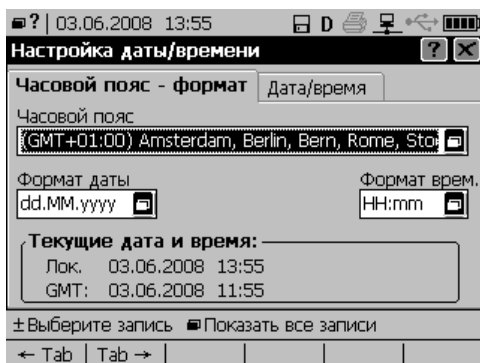 ? 03.06.2008 13:55 D
Настройка даты/времени ? X
Часовой пояс - формат Дата/время
Часовой пояс
(GMT+01:00) Amsterdam, Berlin, Bern, Rome, Sto
Формат даты Формат врем.
dd.MM.yyyy HH:mm
Текущие дата и время:
Лок. 03.06.2008 13:55
GMT: 03.06.2008 11:55
±Выберите запись Показать все записи
← Tab Tab →